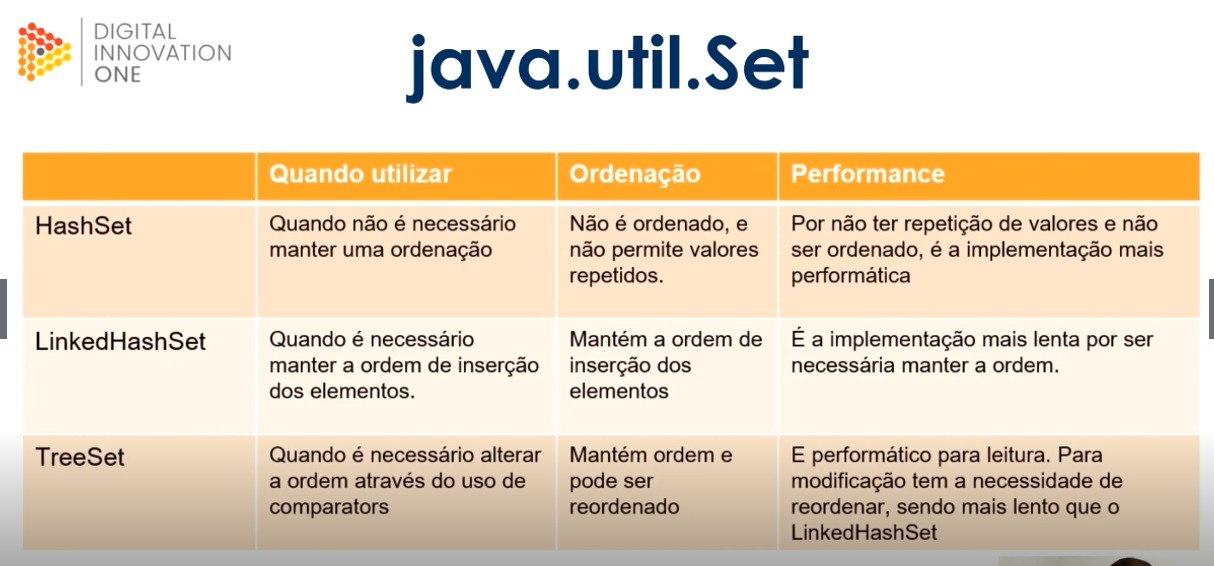 DIGITAL
INNOVATION
ONE
java.util.Set
Quando utilizar
Ordenação
Performance
HashSet
Quando não é necessário
manter uma ordenação
Não é ordenado, e
não permite valores
repetidos.
Por não ter repetição de valores e não
ser ordenado, é a implementação mais
performática
LinkedHashSet
Quando é necessário
manter a ordem de inserção
dos elementos.
Mantém a ordem de
inserção dos
elementos
É a implementação mais lenta por ser
necessária manter a ordem.
TreeSet
Quando é necessário alterar
a ordem através do uso de
comparators
Mantém ordem e
pode ser
reordenado
E performático para leitura. Para
modificação tem a necessidade de
reordenar, sendo mais lento que o
LinkedHashSet